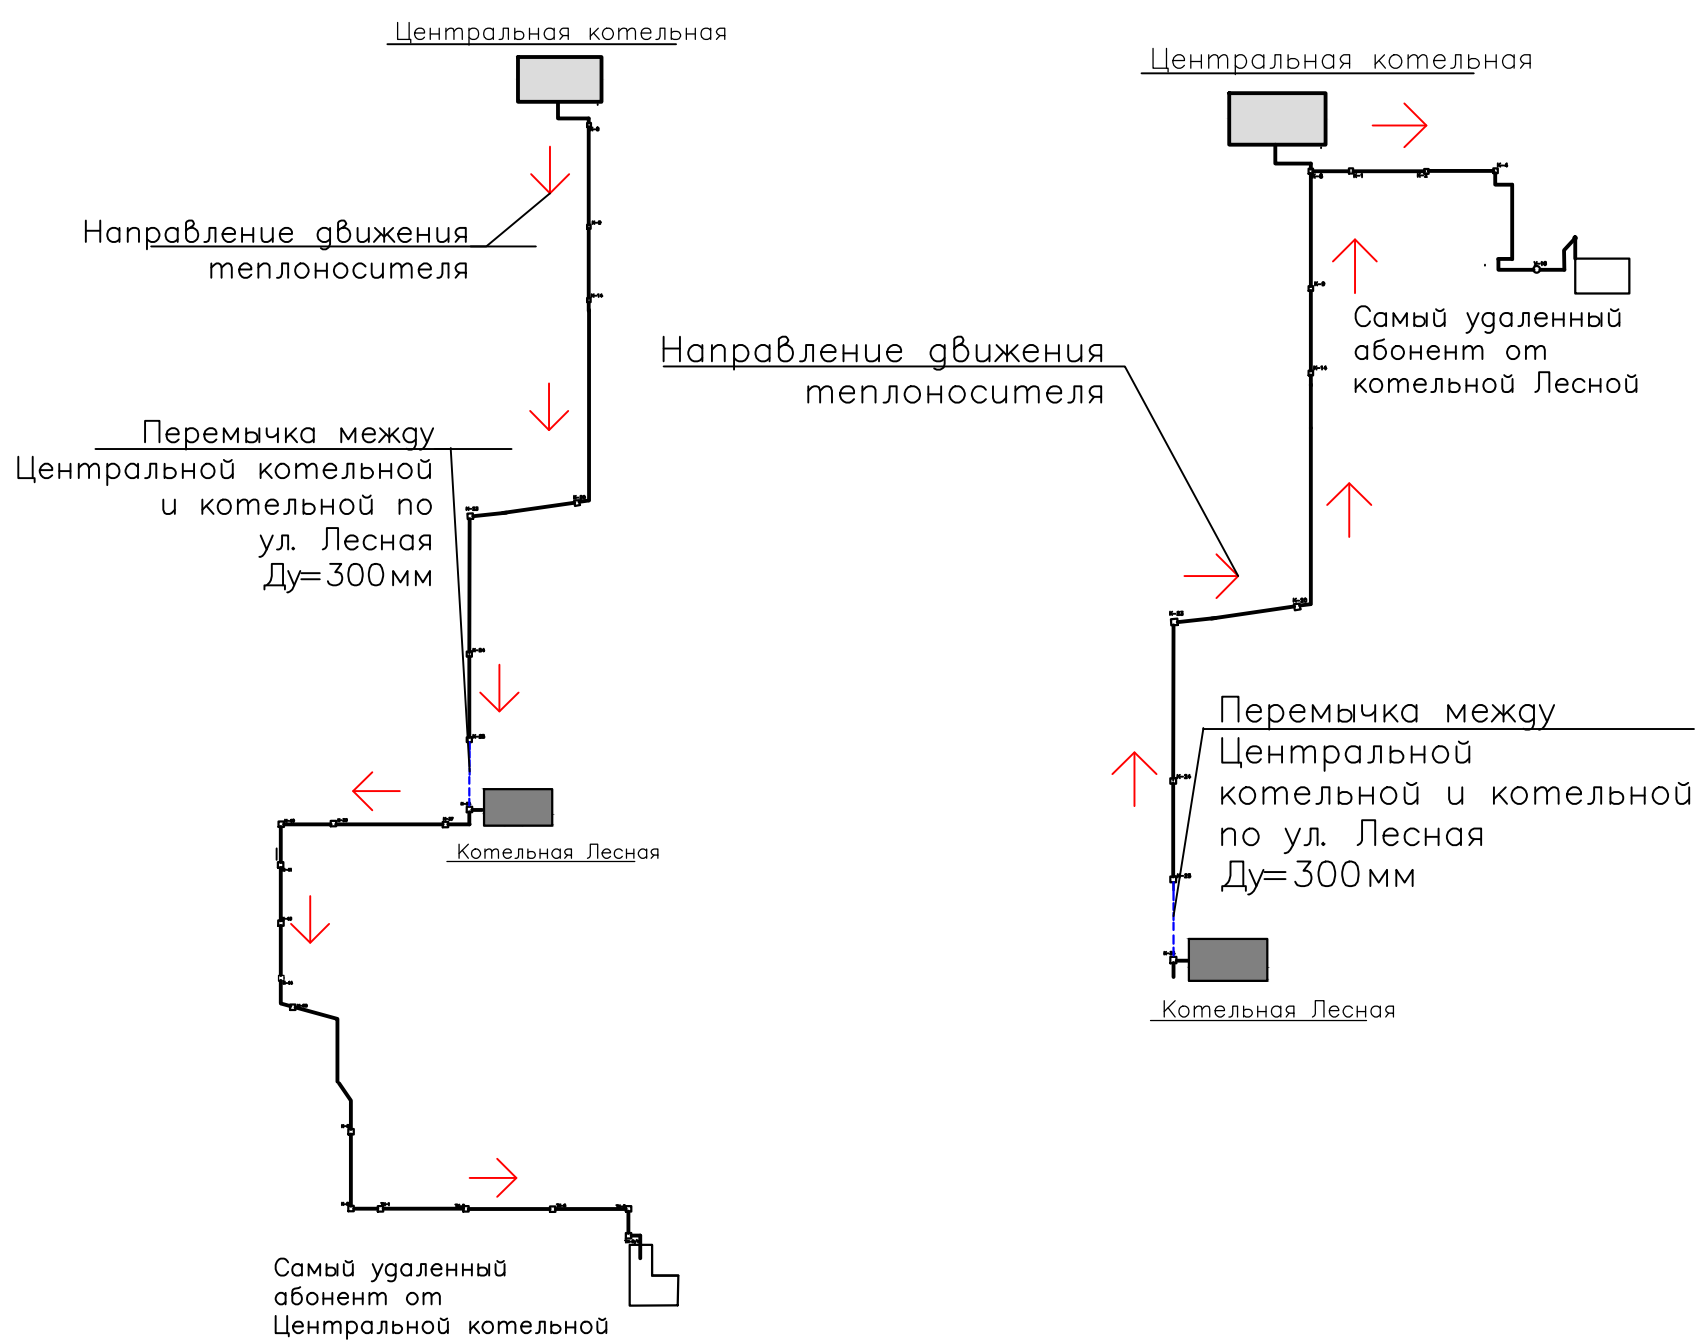 Центральная котельная
Направление движения
теплоносителя
Перемычка между
Центральной котельной
и котельной по
ул. Лесная
Ду=300мм
Котельная Лесная
Самый удаленный
абонент от
Центральной котельной
Центральная котельная
Самый удаленный
абонент от
котельной Лесной
Направление движения
теплоносителя
Перемычка между
Центральной
котельной и котельной
по ул. Лесная
Ду=300мм
Котельная Лесная